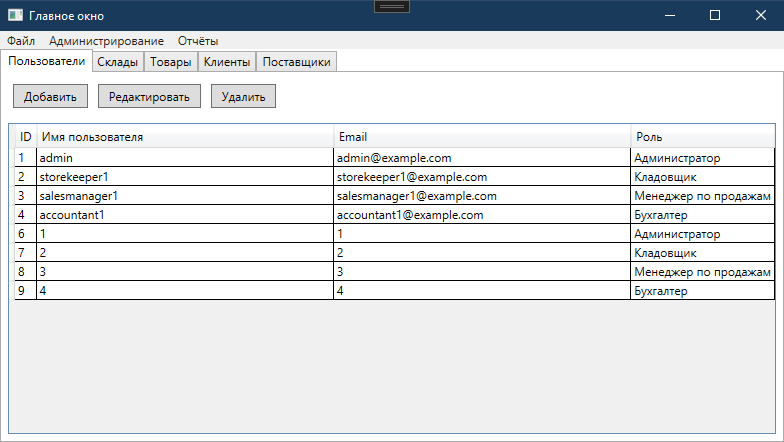 Главное окно
Файл Администрирование Отчёты
Пользователи Склады Товары Клиенты Поставщики
Добавить Редактировать Удалить
ID Имя пользователя Email Роль
1 admin admin@example.com Администратор
2 storekeeper1 storekeeper1@example.com Кладовщик
3 salesmanager1 salesmanager1@example.com Менеджер по продажам
4 accountant1 accountant1@example.com Бухгалтер
6 1 1 Администратор
7 2 2 Кладовщик
8 3 3 Менеджер по продажам
9 4 4 Бухгалтер